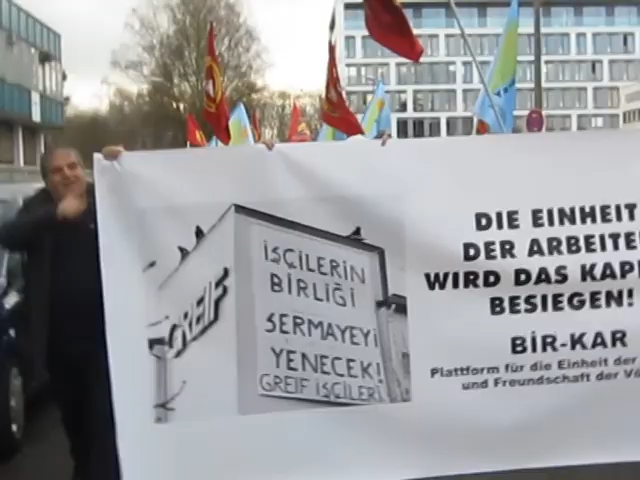 GREIF
İŞÇİLERİN
BİRLİĞİ
SERMAYEYİ
YENECEK!
GREIF İŞÇİLERİ
DIE EINHEIT
DER ARBEITE
WIRD DAS KAP
BESIEGEN!
BİR-KAR
Plattform für die Einheit der
und Freundschaft der Vö